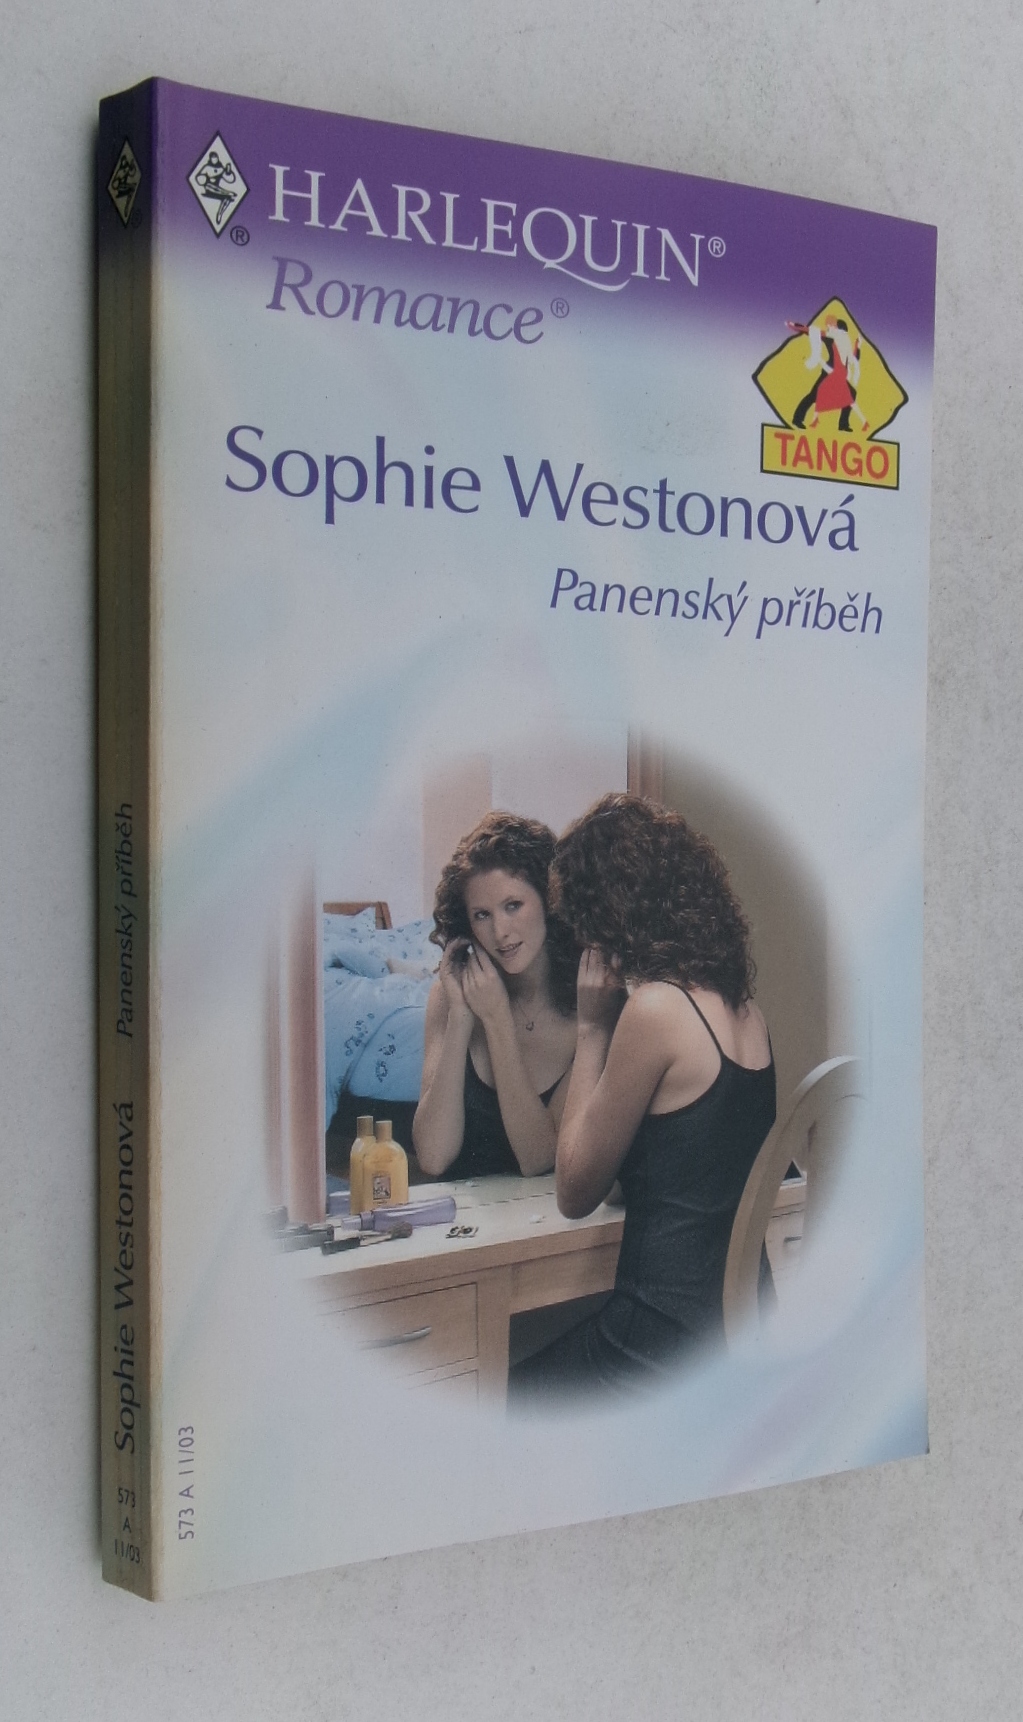 HARLEQUIN®
Romance®
TANGO
Sophie Westonová
Panenský příběh
573 A 11/03
Sophie Westonová Panenský příběh
573
A
11/03